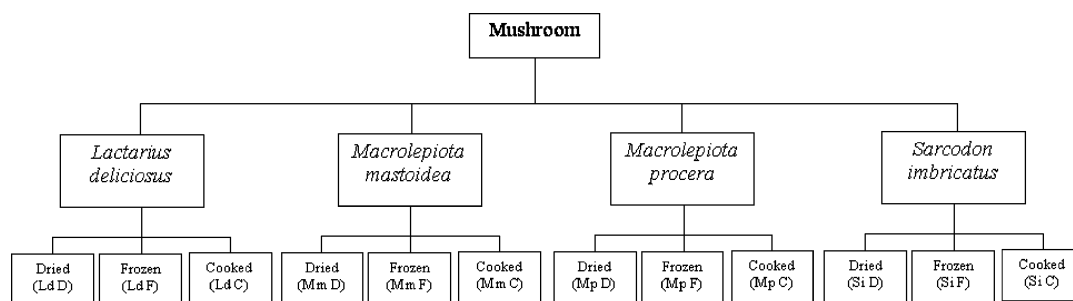 Mushroom
Lactarius
deliciosus
Macrolepiota
mastoidea
Macrolepiota
procera
Sarcodon
imbricatus
Dried
(Ld D)
Frozen
(Ld F)
Cooked
(Ld C)
Dried
(Mm D)
Frozen
(Mm F)
Cooked
(Mm C)
Dried
(Mp D)
Frozen
(Mp F)
Cooked
(Mp C)
Dried
(Si D)
Frozen
(Si F)
Cooked
(Si C)